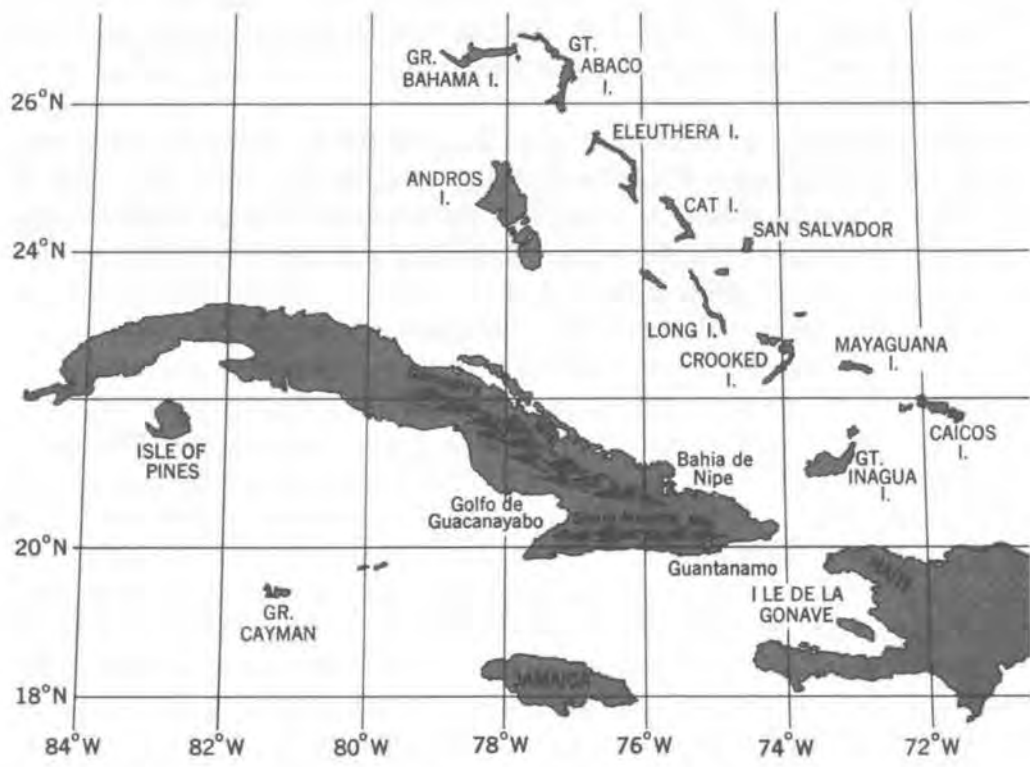 GR.
BAHAMA I.
GT.
ABACO
I.
26°N
ELEUTHERA I.
ANDROS
I.
CAT I.
SAN SALVADOR
24°N
LONG I.
CROOKED
I.
MAYAGUANA
I.
ISLE OF
PINES
CAICOS
I.
Bahia de
Nipe
GT.
INAGUA
I.
Golfo de
Guacanayabo
20°N
Guantanamo
HAITI
I LE DE LA
GONAVE
GR.
CAYMAN
JAMAICA
18°N
84°W
82°W
80°W
78°W
76°W
74°W
72°W